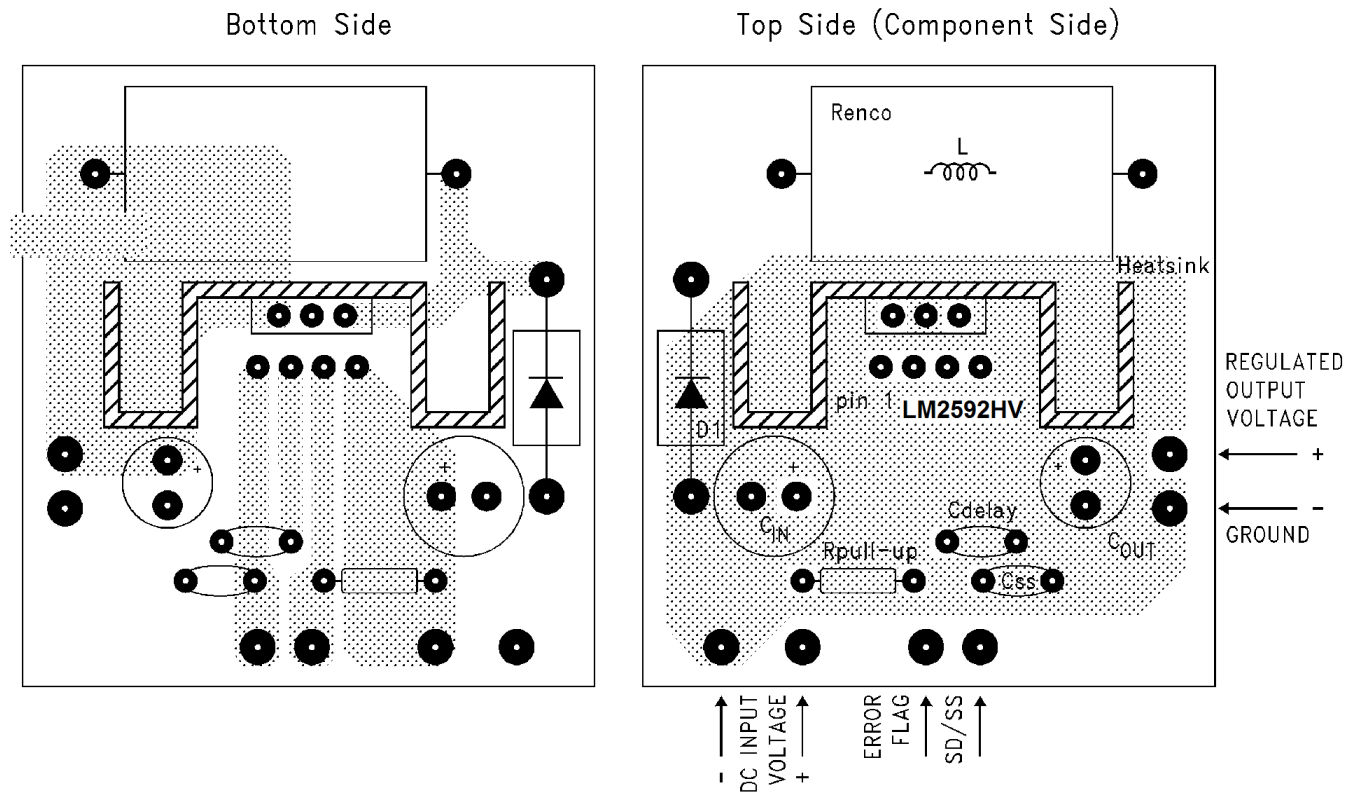 Bottom Side
Top Side (Component Side)
Renco
L
Heatsink
pin 1
LM2592HV
D1
+
+
+
+
CIN
Cdelay
COUT
Rpull-up
Css
REGULATED
OUTPUT
VOLTAGE
+
-
GROUND
-
DC INPUT
VOLTAGE
+
ERROR
FLAG
SD/SS